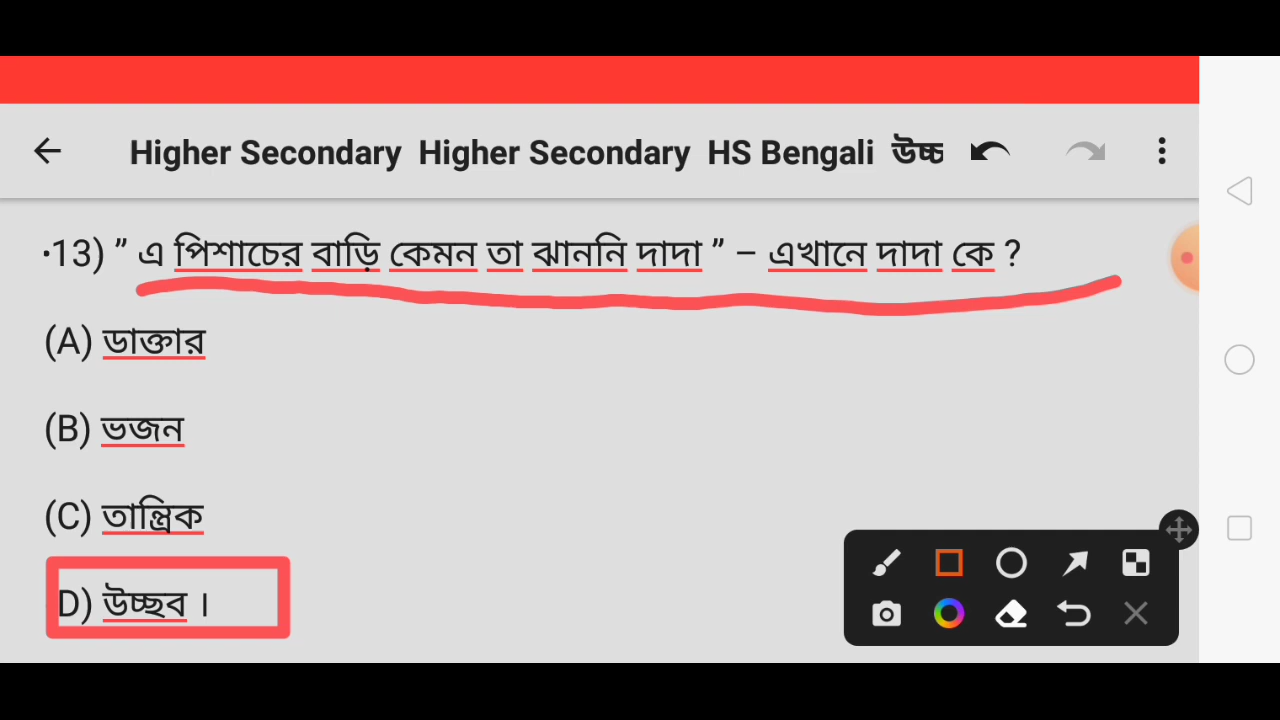 Higher Secondary Higher Secondary HS Bengali উচ্চ
·13) ” এ পিশাচের বাড়ি কেমন তা ঝাননি দাদা ” – এখানে দাদা কে ?
(A) ডাক্তার
(B) ভজন
(C) তান্ত্রিক
D) উচ্ছব ।